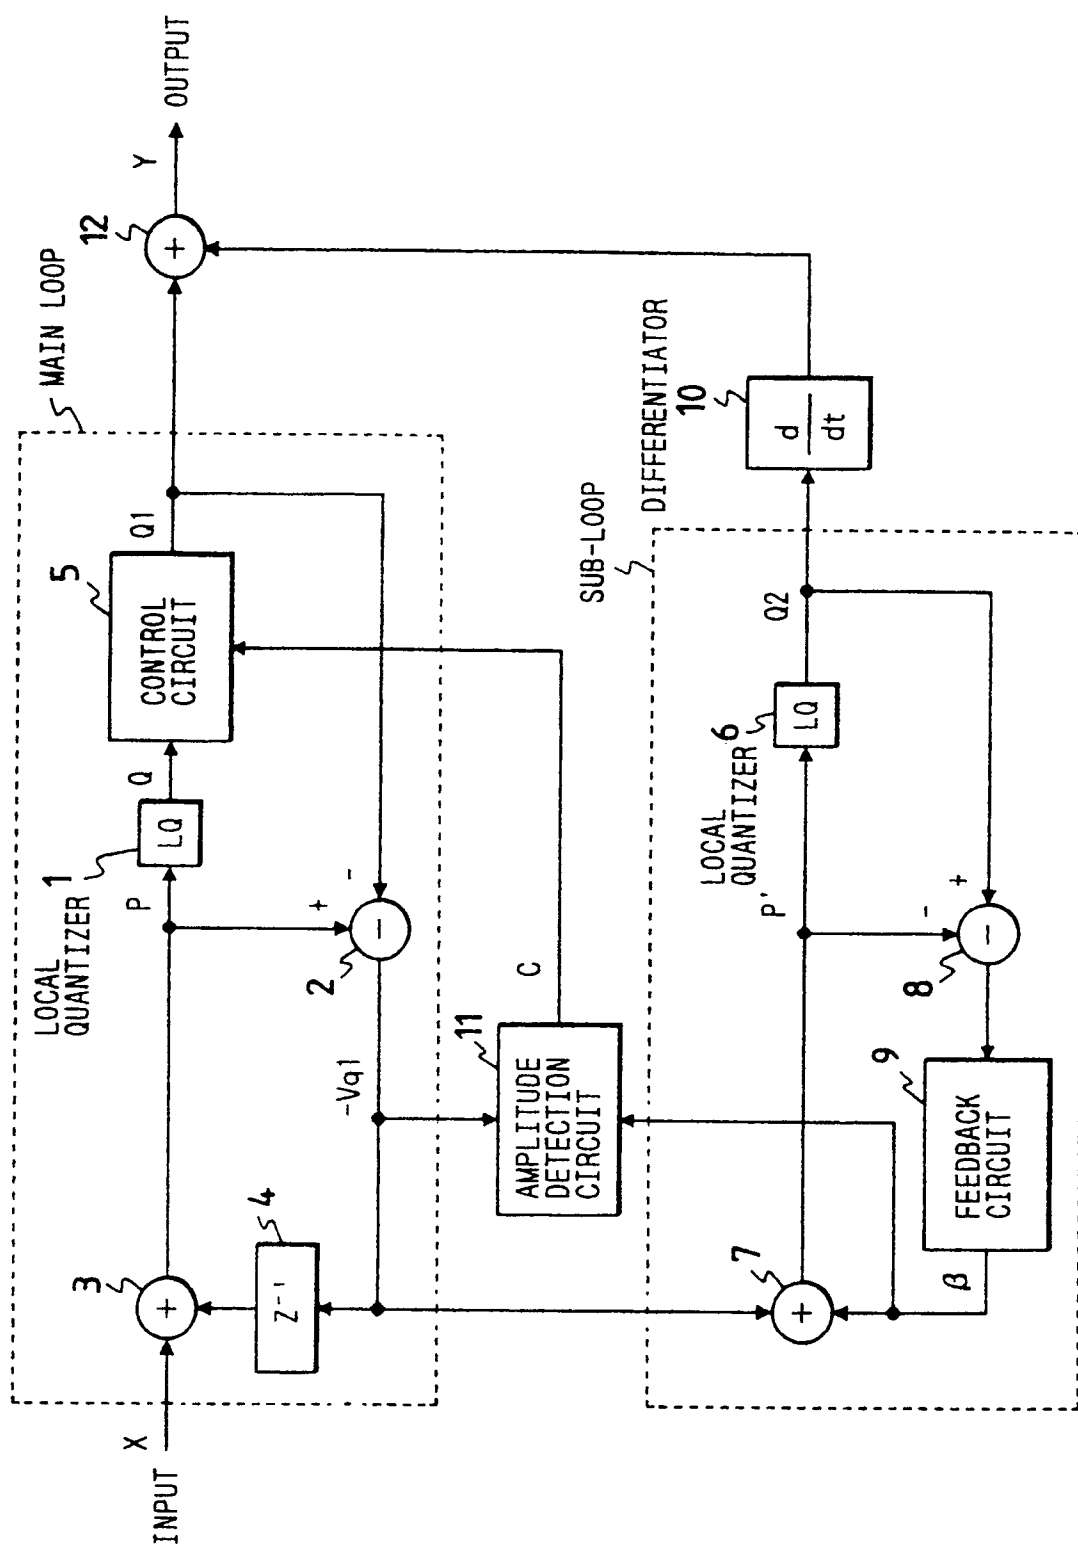 INPUT
X
3
+
4
Z⁻¹
LOCAL
QUANTIZER 1
P
LQ
Q
5
CONTROL
CIRCUIT
Q1
MAIN LOOP
12
+
Y
OUTPUT
+
-
2
-
-Vq1
11
AMPLITUDE
DETECTION
CIRCUIT
C
SUB-LOOP
DIFFERENTIATOR
10
d
dt
7
+
P'
LOCAL
QUANTIZER 6
LQ
Q2
-
+
8
-
9
FEEDBACK
CIRCUIT
β